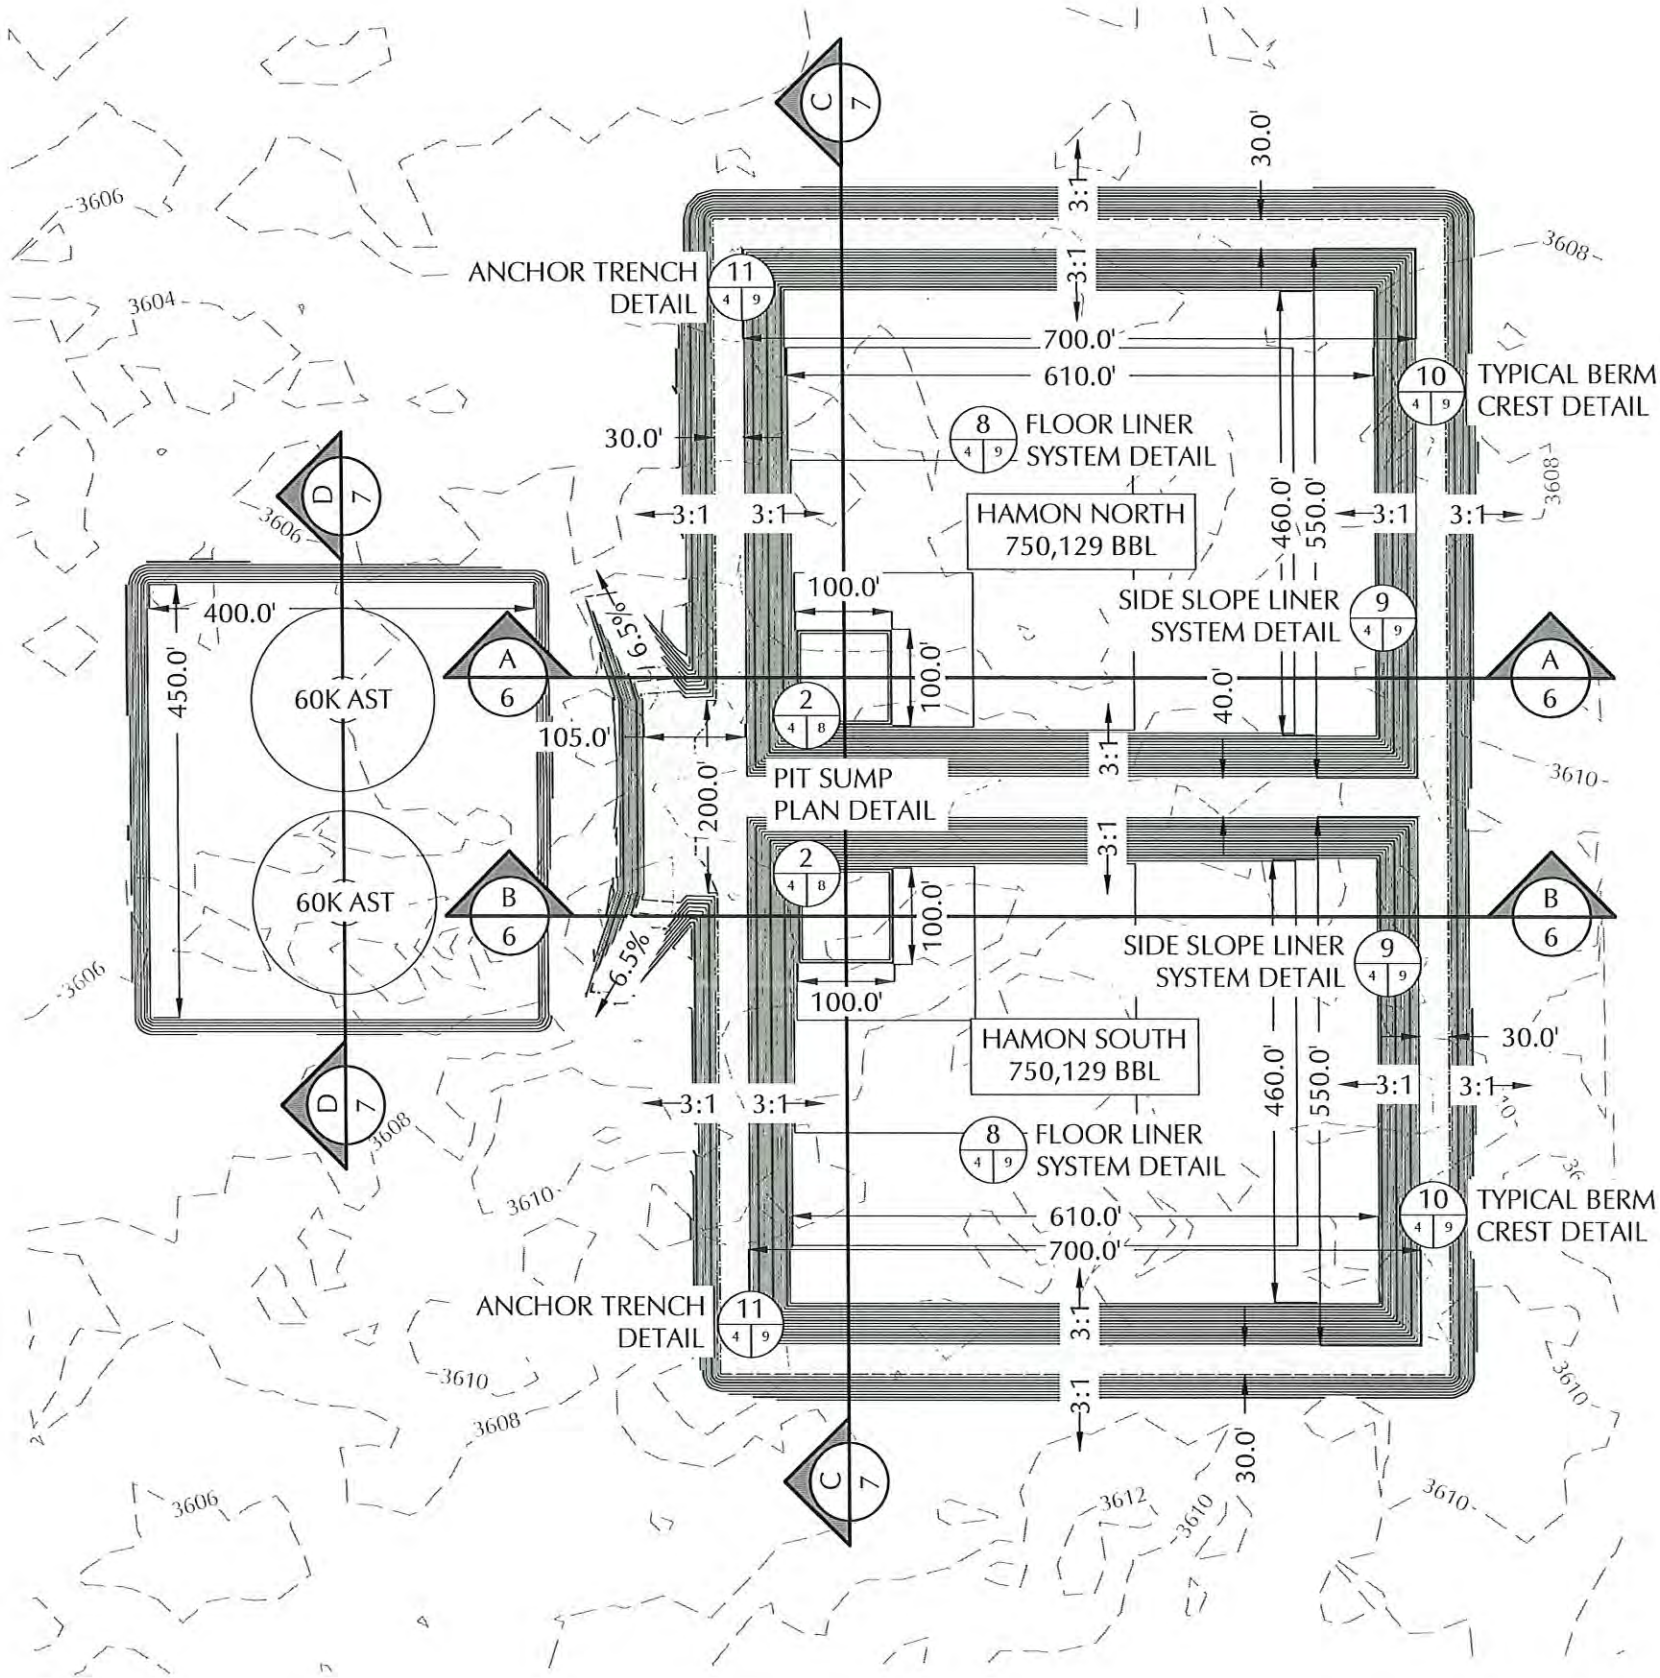 C
7
30.0'
3:1
3606
3608
3:1
ANCHOR TRENCH
DETAIL
11
4 9
3604
700.0'
610.0'
10
4 9
TYPICAL BERM
CREST DETAIL
30.0'
8
4 9
FLOOR LINER
SYSTEM DETAIL
3608
D
7
3606
3:1
3:1
HAMON NORTH
750,129 BBL
460.0'
550.0'
3:1
3:1
400.0'
6.5%
100.0'
SIDE SLOPE LINER
SYSTEM DETAIL
9
4 9
450.0'
60K AST
A
6
100.0'
40.0'
A
6
2
4 8
105.0'
3:1
200.0'
PIT SUMP
PLAN DETAIL
3610
3:1
2
4 8
60K AST
B
6
100.0'
B
6
6.5%
SIDE SLOPE LINER
SYSTEM DETAIL
9
4 9
3606
100.0'
HAMON SOUTH
750,129 BBL
30.0'
460.0'
550.0'
D
7
3608
3:1
3:1
3:1
3:1
8
4 9
FLOOR LINER
SYSTEM DETAIL
3610
610.0'
10
4 9
TYPICAL BERM
CREST DETAIL
700.0'
ANCHOR TRENCH
DETAIL
11
4 9
3:1
3610
3610
3:1
3608
30.0'
C
7
3606
3612
3610
3610